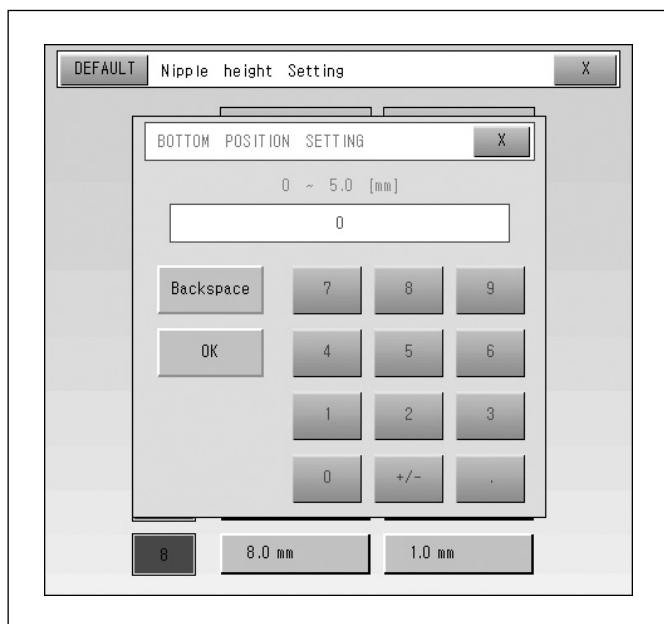 DEFAULT Nipple height Setting X
BOTTOM POSITION SETTING X
0 ~ 5.0 [mm]
0
Backspace 7 8 9
OK 4 5 6
1 2 3
0 +/- .
8 8.0 mm 1.0 mm